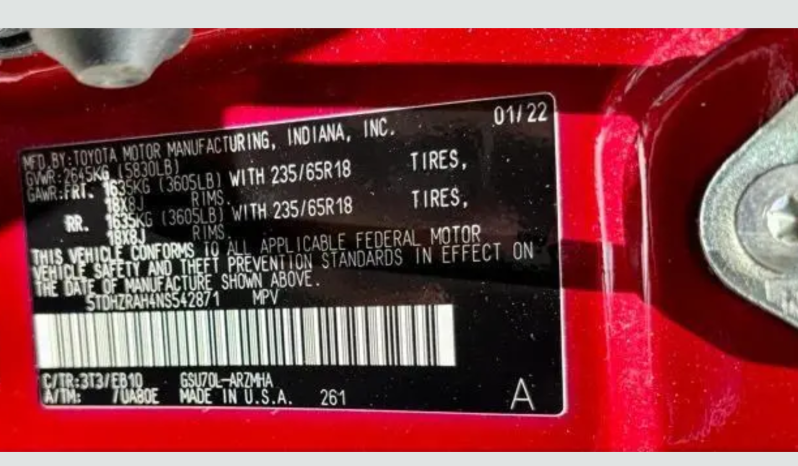 01/22
MFD.BY:TOYOTA MOTOR MANUFACTURING, INDIANA, INC.
GVWR:2645KG (5830LB)
GAWR:FRT. 1635KG (3605LB) WITH 235/65R18 TIRES,
18X8J RIMS,
RR. 1635KG (3605LB) WITH 235/65R18 TIRES,
18X8J RIMS
THIS VEHICLE CONFORMS TO ALL APPLICABLE FEDERAL MOTOR
VEHICLE SAFETY AND THEFT PREVENTION STANDARDS IN EFFECT ON
THE DATE OF MANUFACTURE SHOWN ABOVE.
5TDHZRAH4NS542871 MPV
C/TR:3T3/EB10 GSU70L-ARZMHA
A/TM: /UA80E MADE IN U.S.A. 261 A